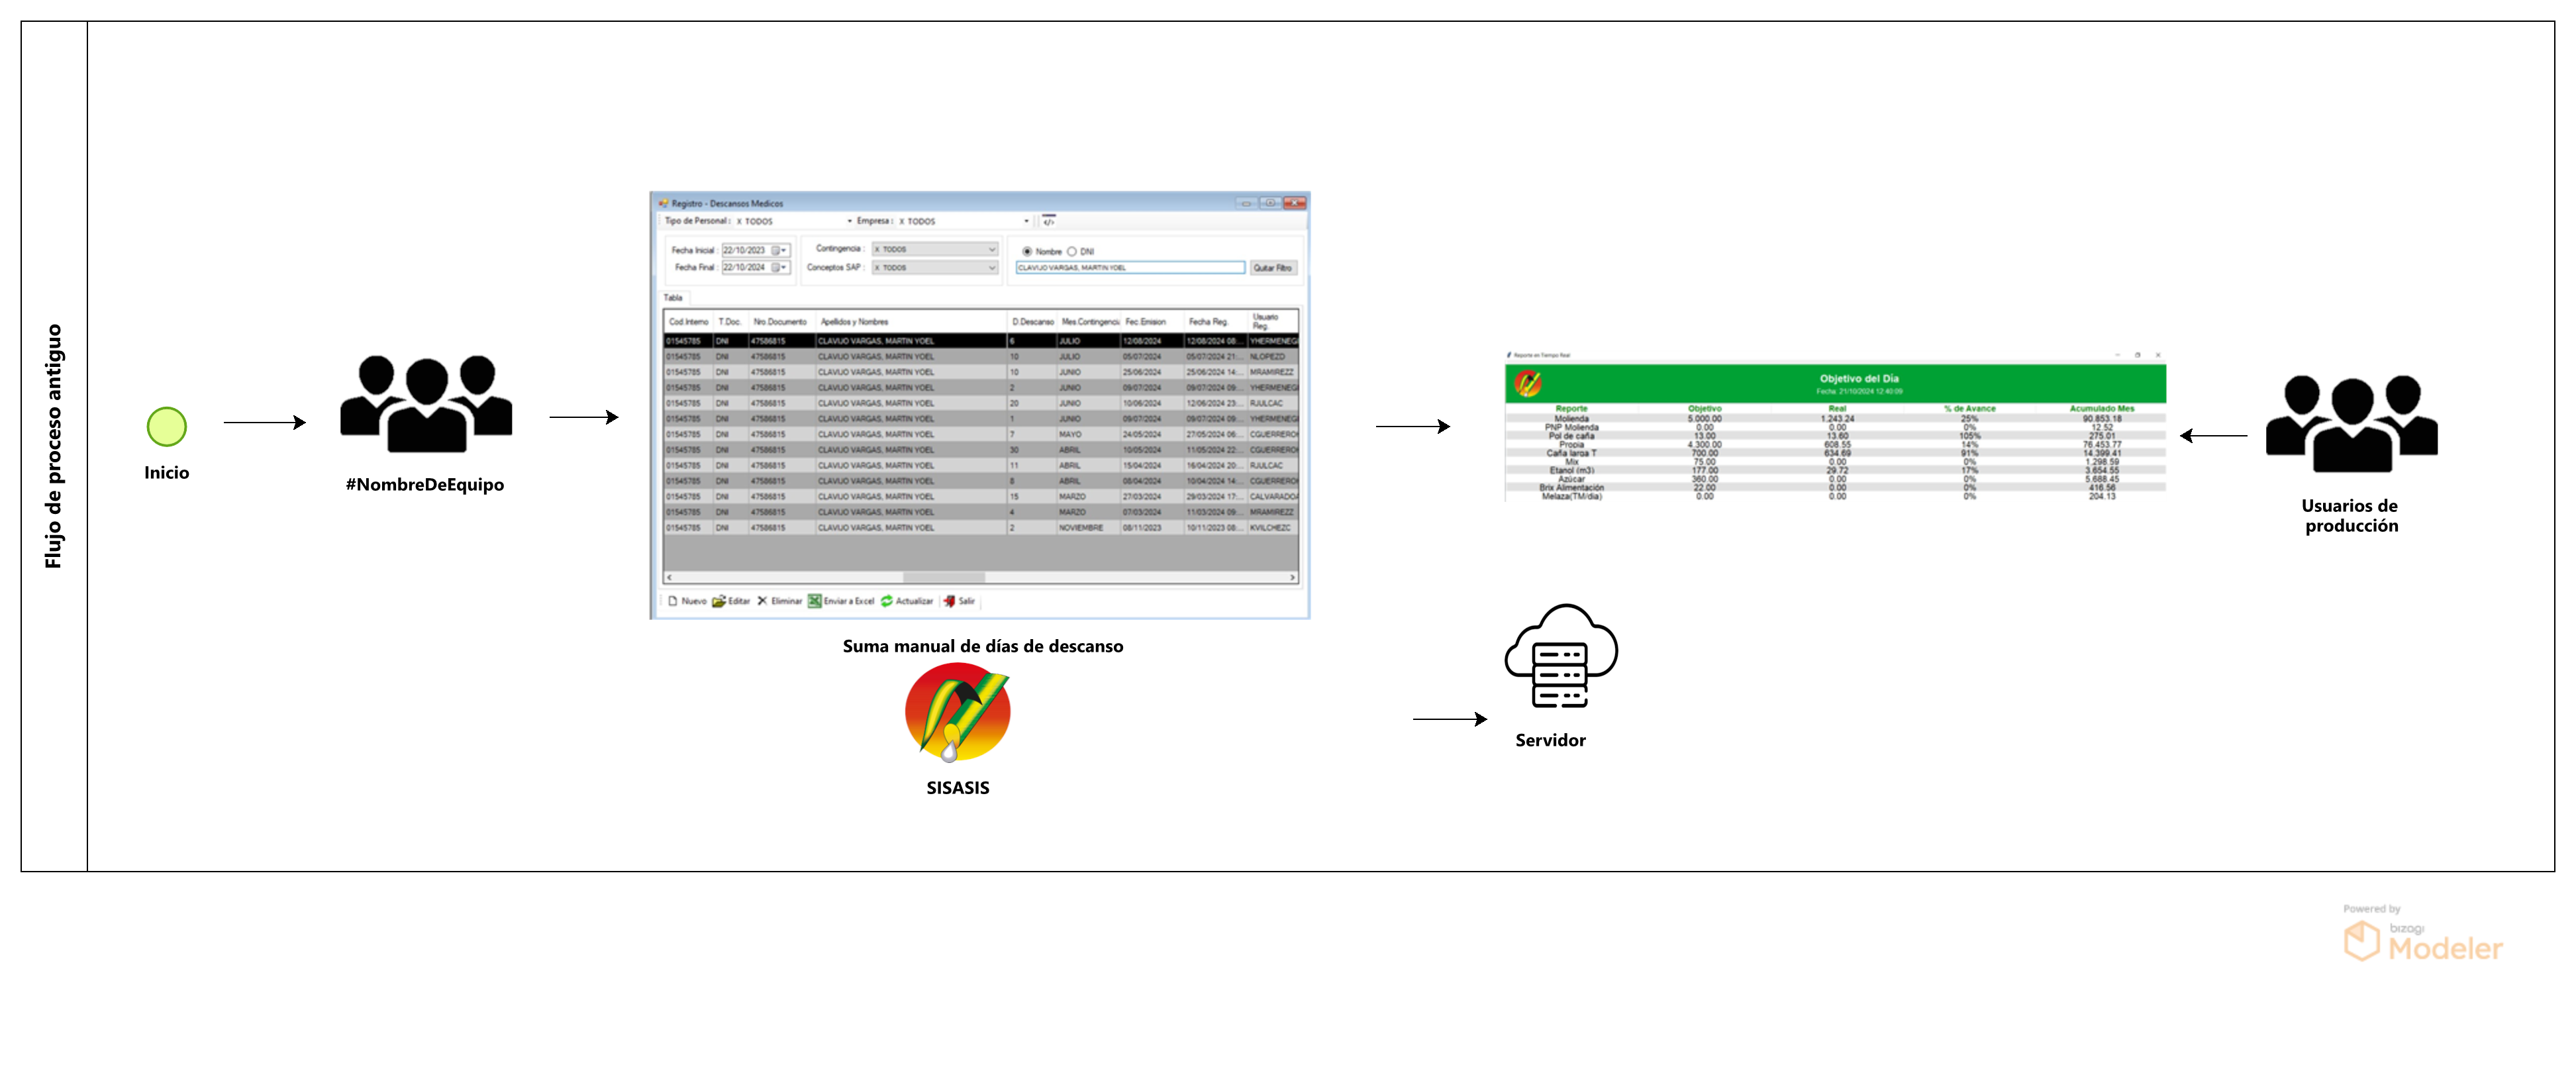 Flujo de proceso antiguo
Inicio
#NombreDeEquipo
Registro - Descansos Medicos
Tipo de Personal : X TODOS Empresa : X TODOS
Fecha Inicial : 22/10/2023 Contingencia : X TODOS Nombre DNI
Fecha Final : 22/10/2024 Conceptos SAP : X TODOS CLAVIJO VARGAS, MARTIN YOEL Quitar Filtro
Tabla
Cod.Interno T.Doc. Nro.Documento Apellidos y Nombres D.Descanso Mes.Contingenci Fec.Emision Fecha Reg. Usuario Reg.
01545785 DNI 47586815 CLAVIJO VARGAS, MARTIN YOEL 6 JULIO 12/08/2024 12/08/2024 08:... YHERMENEGI
01545785 DNI 47586815 CLAVIJO VARGAS, MARTIN YOEL 10 JULIO 05/07/2024 05/07/2024 21:... NLOPEZD
01545785 DNI 47586815 CLAVIJO VARGAS, MARTIN YOEL 10 JUNIO 25/06/2024 25/06/2024 14:... MRAMIREZZ
01545785 DNI 47586815 CLAVIJO VARGAS, MARTIN YOEL 2 JUNIO 09/07/2024 09/07/2024 09:... YHERMENEGI
01545785 DNI 47586815 CLAVIJO VARGAS, MARTIN YOEL 20 JUNIO 10/06/2024 12/06/2024 23:... RJULCAC
01545785 DNI 47586815 CLAVIJO VARGAS, MARTIN YOEL 1 JUNIO 09/07/2024 09/07/2024 09:... YHERMENEGI
01545785 DNI 47586815 CLAVIJO VARGAS, MARTIN YOEL 7 MAYO 24/05/2024 27/05/2024 06:... CGUERREROH
01545785 DNI 47586815 CLAVIJO VARGAS, MARTIN YOEL 30 ABRIL 10/05/2024 11/05/2024 22:... CGUERREROH
01545785 DNI 47586815 CLAVIJO VARGAS, MARTIN YOEL 11 ABRIL 15/04/2024 16/04/2024 20:... RJULCAC
01545785 DNI 47586815 CLAVIJO VARGAS, MARTIN YOEL 8 ABRIL 08/04/2024 10/04/2024 14:... CGUERREROH
01545785 DNI 47586815 CLAVIJO VARGAS, MARTIN YOEL 15 MARZO 27/03/2024 29/03/2024 17:... CALVARADO
01545785 DNI 47586815 CLAVIJO VARGAS, MARTIN YOEL 4 MARZO 07/03/2024 11/03/2024 09:... MRAMIREZZ
01545785 DNI 47586815 CLAVIJO VARGAS, MARTIN YOEL 2 NOVIEMBRE 08/11/2023 10/11/2023 08:... KVILCHEZC
Nuevo Editar Eliminar Enviar a Excel Actualizar Salir
Suma manual de días de descanso
SISASIS
Reporte en Tiempo Real
Objetivo del Día
Fecha: 21/10/2024 12:40:09
Reporte Objetivo Real % de Avance Acumulado Mes
Molienda 5,000.00 1,243.24 25% 90,853.18
PNP Molienda 0.00 0.00 0% 12.52
Pol de caña 13.00 13.60 105% 275.01
Propia 4,300.00 608.55 14% 76,453.77
Caña larga T 700.00 634.69 91% 14,399.41
Mix 75.00 0.00 0% 1,298.59
Etanol (m3) 177.00 29.72 17% 3,654.55
Azúcar 360.00 0.00 0% 5,688.45
Brix Alimentación 22.00 0.00 0% 416.56
Melaza(TM/dia) 0.00 0.00 0% 204.13
Servidor
Usuarios de
producción
Powered by
bizagi
Modeler